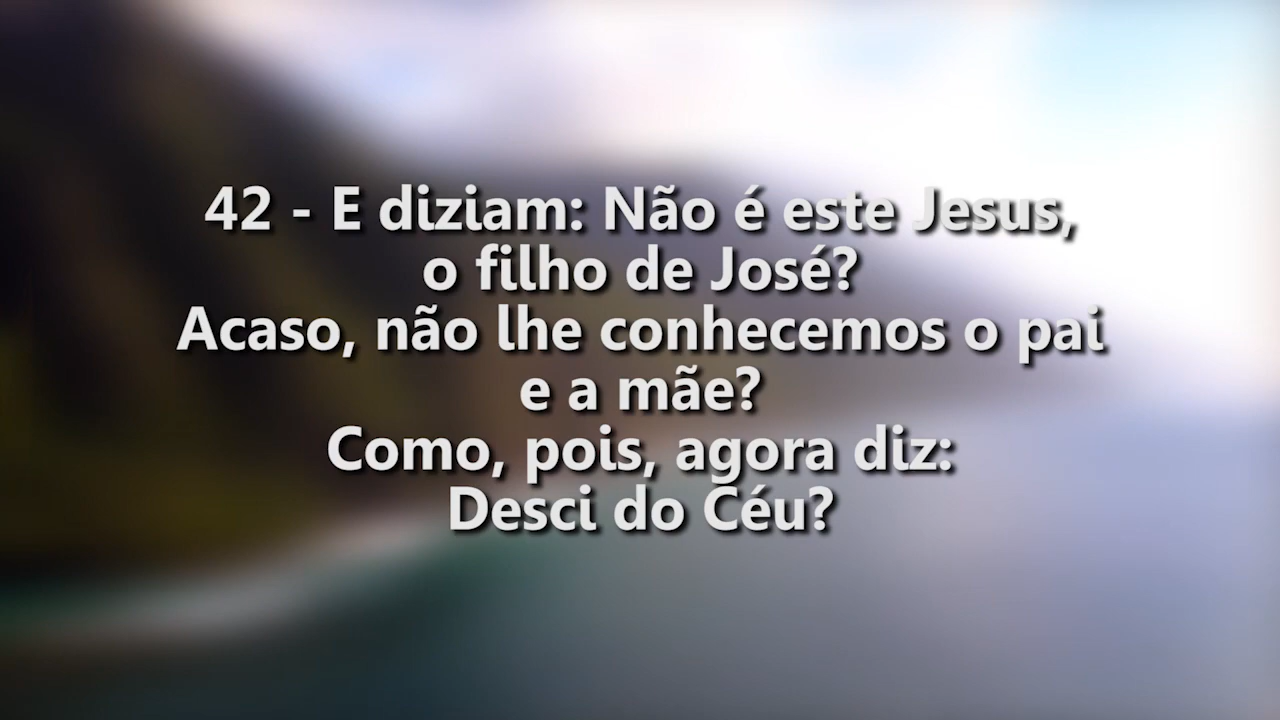 42 - E diziam: Não é este Jesus,
o filho de José?
Acaso, não lhe conhecemos o pai
e a mãe?
Como, pois, agora diz:
Desci do Céu?